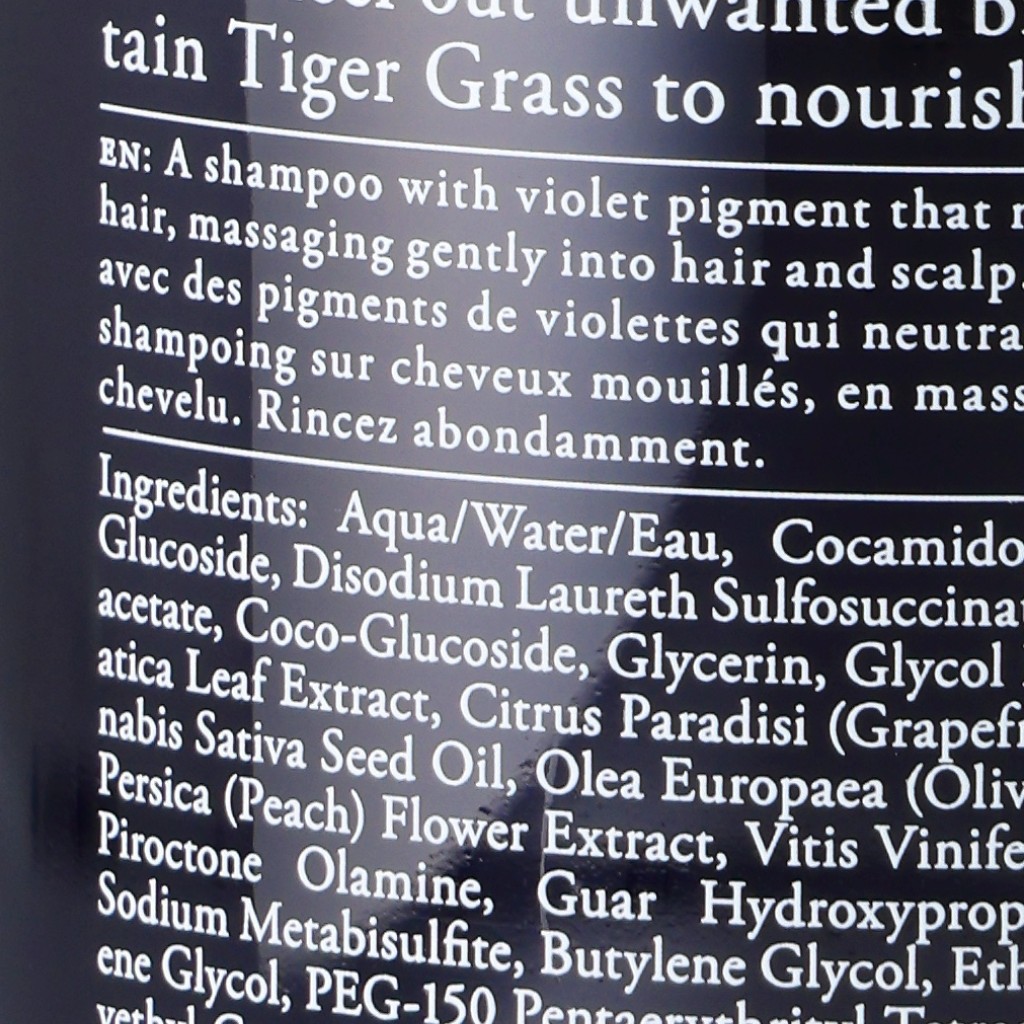 out unwanted
tain Tiger Grass to nourish
EN: A shampoo with violet pigment that
hair, massaging gently into hair and scalp.
avec des pigments de violettes qui neutra
shampoing sur cheveux mouillés, en mass
chevelu. Rincez abondamment.
Ingredients: Aqua/Water/Eau, Cocamido
Glucoside, Disodium Laureth Sulfosuccina
acetate, Coco-Glucoside, Glycerin, Glycol
atica Leaf Extract, Citrus Paradisi (Grapef
nabis Sativa Seed Oil, Olea Europaea (Oliv
Persica (Peach) Flower Extract, Vitis Vinife
Piroctone Olamine, Guar Hydroxyprop
Sodium Metabisulfite, Butylene Glycol, Eth
ene Glycol, PEG-150